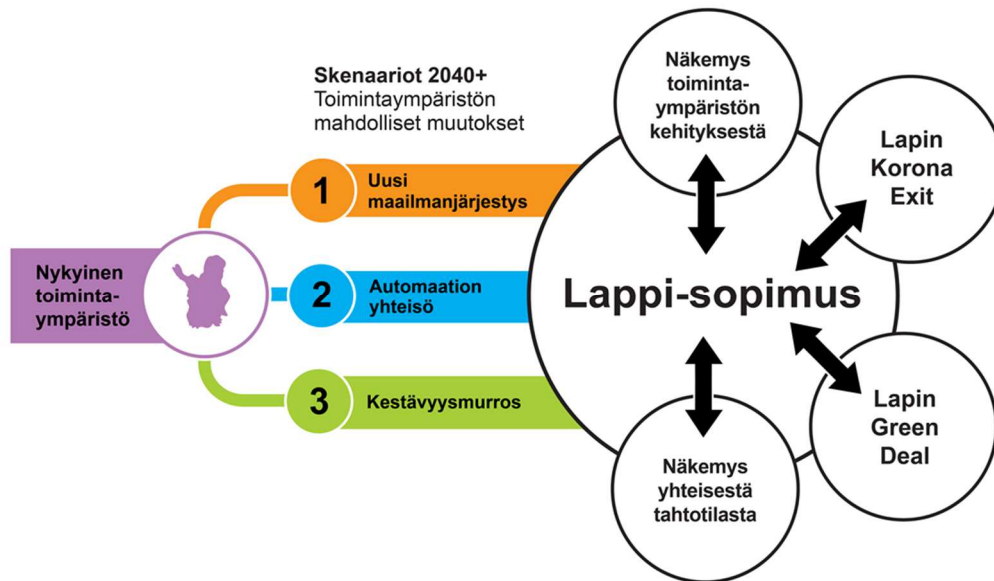 Skenaariot 2040+
Toimintaympäristön
mahdolliset muutokset
Nykyinen
toiminta-
ympäristö
1
Uusi
maailmanjärjestys
2
Automaation
yhteisö
3
Kestävyysmurros
Lappi-sopimus
Näkemys
toiminta-
ympäristön
kehityksestä
Lapin
Korona
Exit
Lapin
Green
Deal
Näkemys
yhteisestä
tahtotilasta